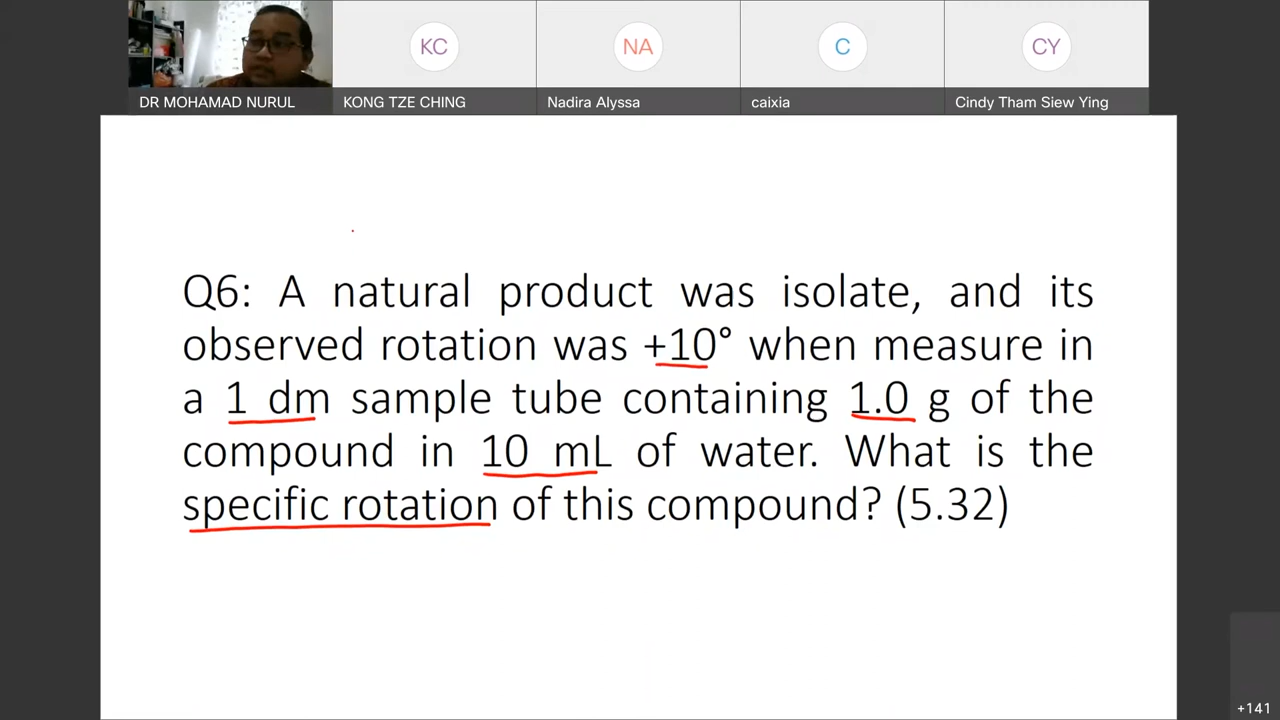 KC
NA
C
CY
DR MOHAMAD NURUL
KONG TZE CHING
Nadira Alyssa
caixia
Cindy Tham Siew Ying
Q6: A natural product was isolate, and its
observed rotation was +10° when measure in
a 1 dm sample tube containing 1.0 g of the
compound in 10 mL of water. What is the
specific rotation of this compound? (5.32)
+141